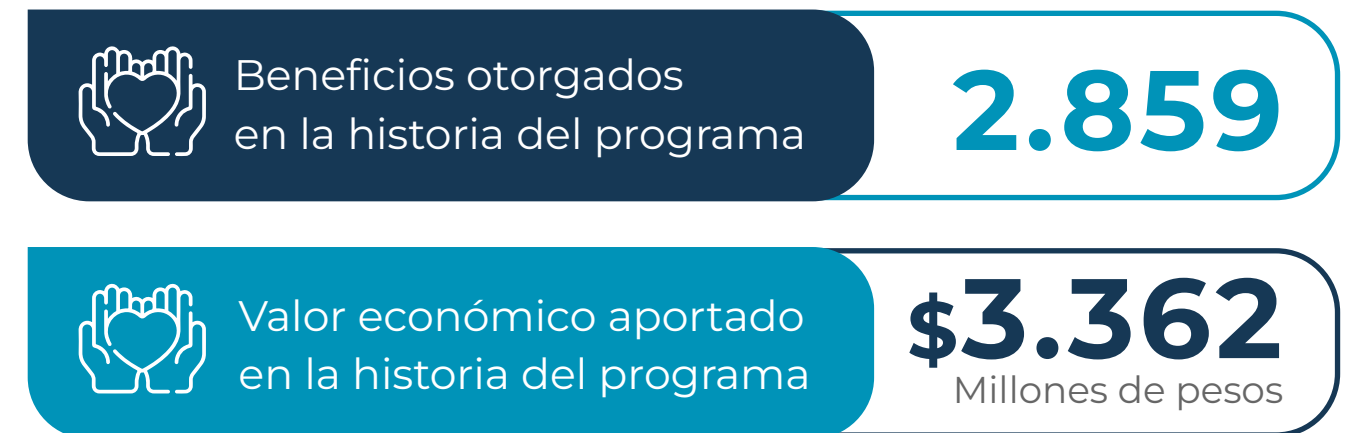 Beneficios otorgados
en la historia del programa
2.859
Valor económico aportado
en la historia del programa
$3.362
Millones de pesos